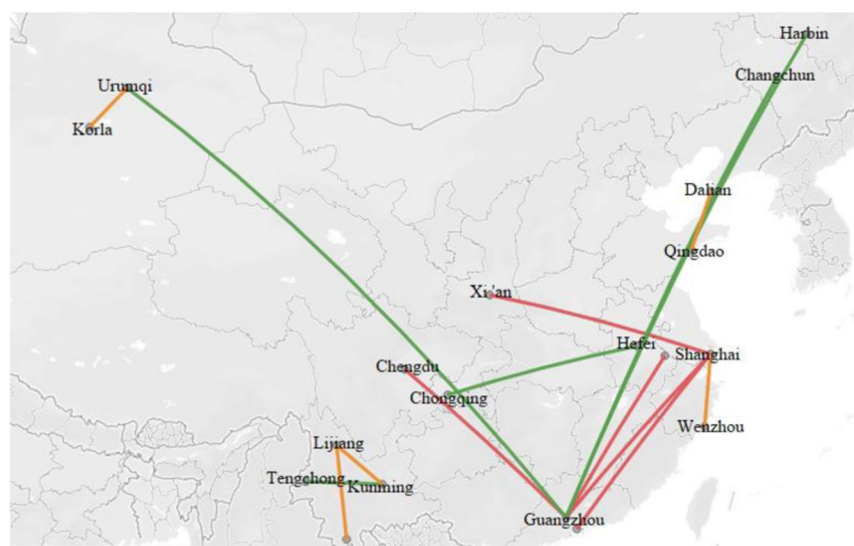 Harbin
Changchun
Urumqi
Korla
Dalian
Qingdao
Xi 'an
Hefei
Shanghai
Chengdu
Chongqing
Wenzhou
Lijiang
Tengchong
Kunming
Guangzhou